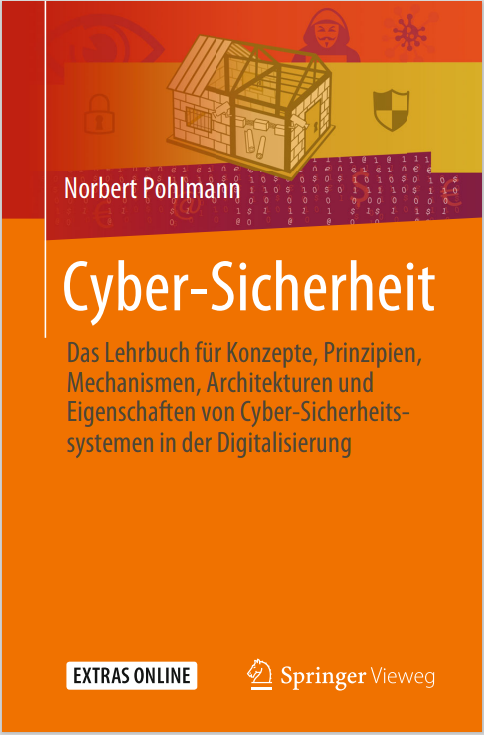 Norbert Pohlmann
Cyber-Sicherheit
Das Lehrbuch für Konzepte, Prinzipien,
Mechanismen, Architekturen und
Eigenschaften von Cyber-Sicherheits-
systemen in der Digitalisierung
EXTRAS ONLINE
Springer Vieweg